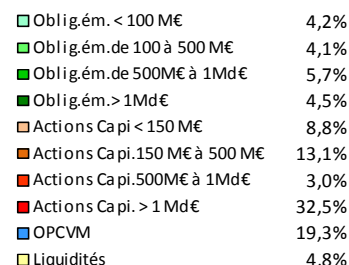 Oblig.ém. < 100 M€ 4,2%
Oblig.ém.de 100 à 500 M€ 4,1%
Oblig.ém.de 500M€ à 1Md€ 5,7%
Oblig.ém.> 1Md€ 4,5%
Actions Capi < 150 M€ 8,8%
Actions Capi.150 M€ à 500 M€ 13,1%
Actions Capi.500M€ à 1Md€ 3,0%
Actions Capi. > 1 Md€ 32,5%
OPCVM 19,3%
Liquidités 4,8%